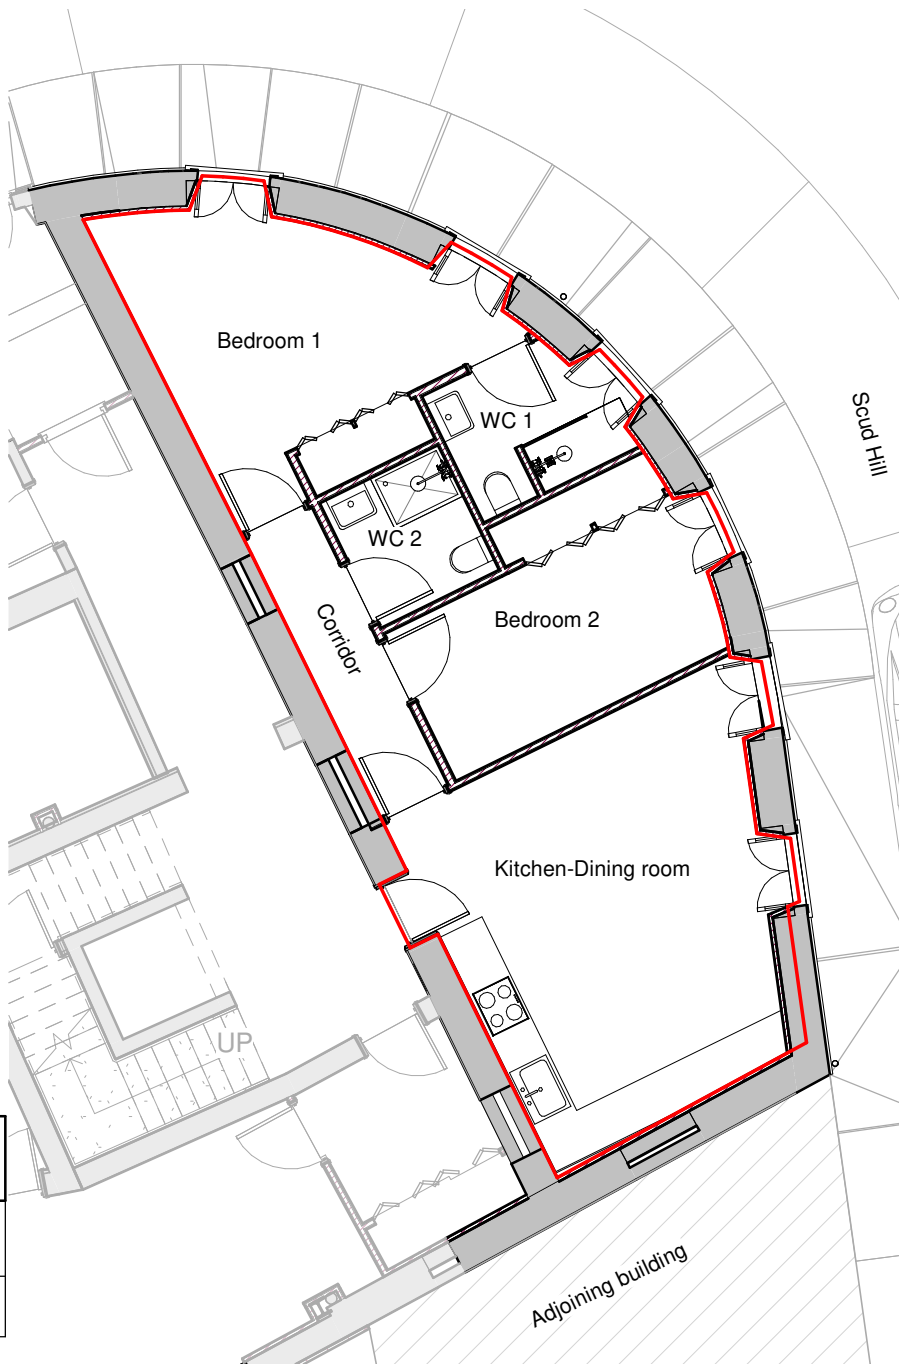 Bedroom 1
WC 1
Scud Hill
WC 2
Corridor
Bedroom 2
Kitchen-Dining room
UP
Adjoining building